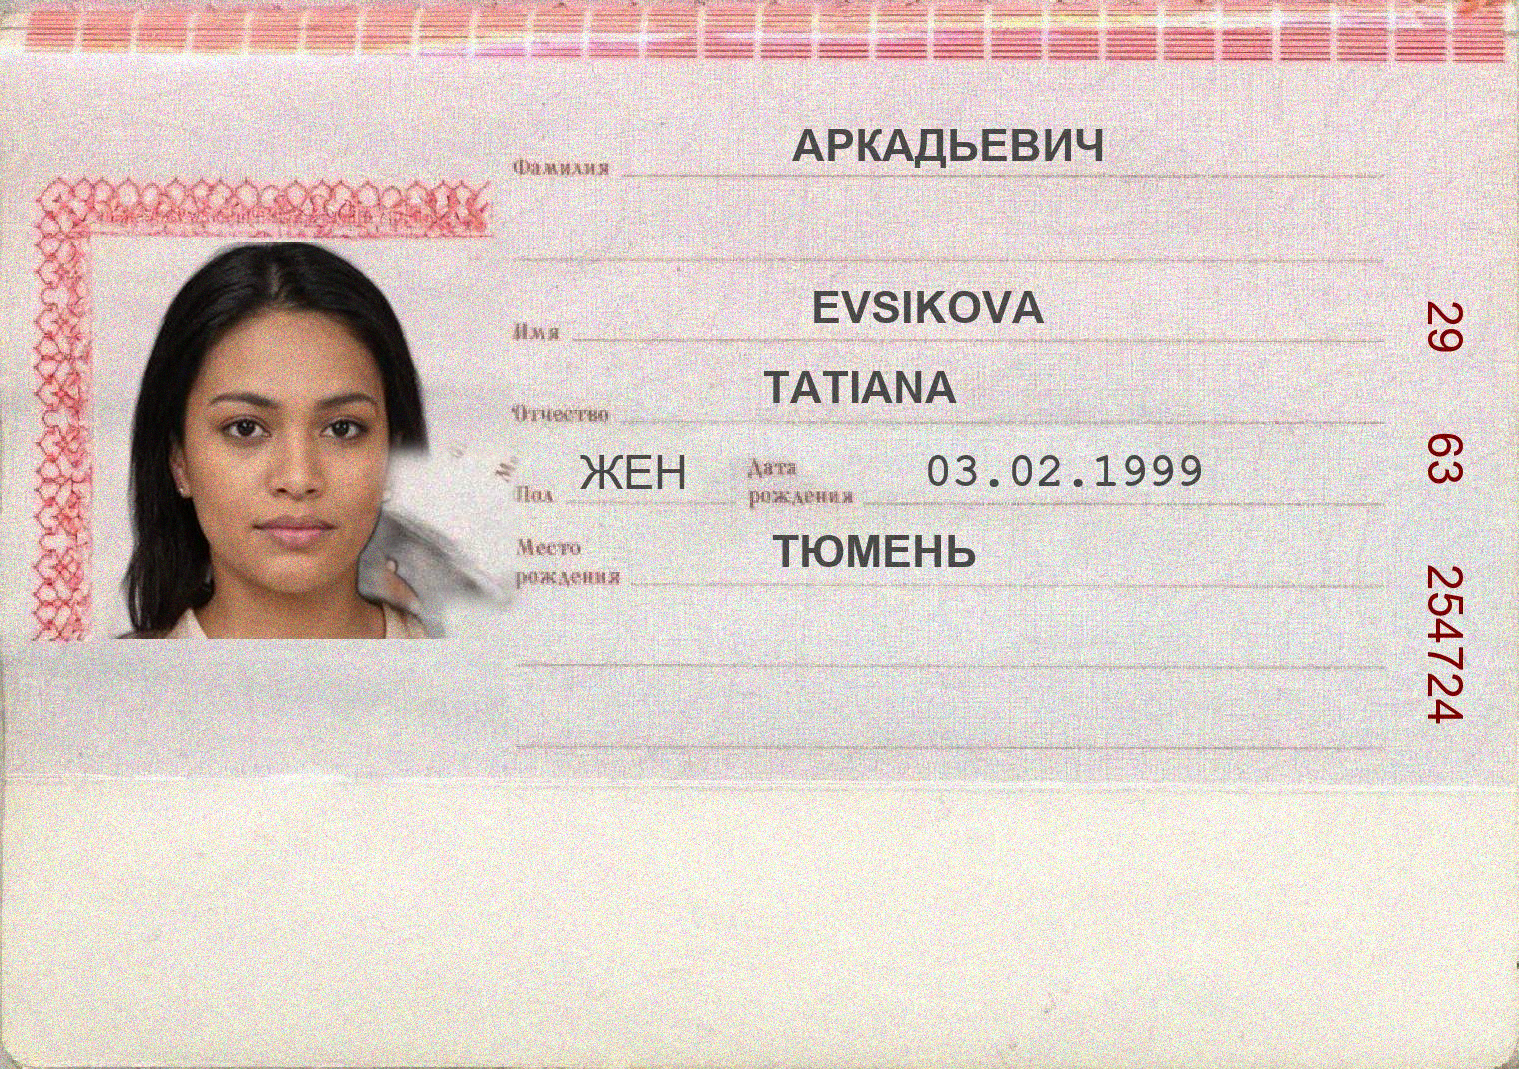 Фамилия АРКАДЬЕВИЧ
Имя EVSIKOVA
Отчество TATIANA
Пол ЖЕН Дата рождения 03.02.1999
Место рождения ТЮМЕНЬ
29 63 254724